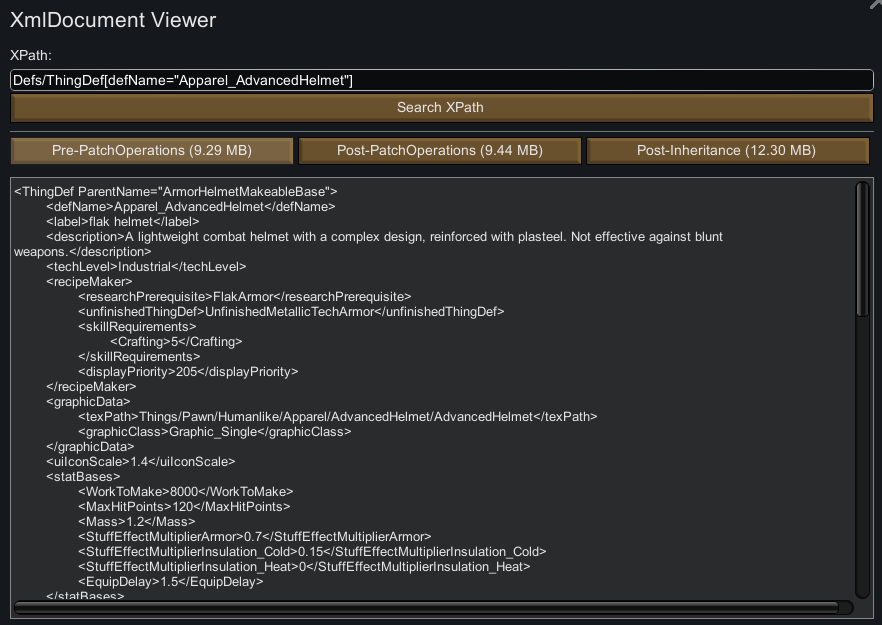 XmlDocument Viewer
XPath:
Defs/ThingDef[defName="Apparel_AdvancedHelmet"]
Search XPath
Pre-PatchOperations (9.29 MB)
Post-PatchOperations (9.44 MB)
Post-Inheritance (12.30 MB)
<ThingDef ParentName="ArmorHelmetMakeableBase">
<defName>Apparel_AdvancedHelmet</defName>
<label>flak helmet</label>
<description>A lightweight combat helmet with a complex design, reinforced with plasteel. Not effective against blunt
weapons.</description>
<techLevel>Industrial</techLevel>
<recipeMaker>
<researchPrerequisite>FlakArmor</researchPrerequisite>
<unfinishedThingDef>UnfinishedMetallicTechArmor</unfinishedThingDef>
<skillRequirements>
<Crafting>5</Crafting>
</skillRequirements>
<displayPriority>205</displayPriority>
</recipeMaker>
<graphicData>
<texPath>Things/Pawn/Humanlike/Apparel/AdvancedHelmet/AdvancedHelmet</texPath>
<graphicClass>Graphic_Single</graphicClass>
</graphicData>
<uiIconScale>1.4</uiIconScale>
<statBases>
<WorkToMake>8000</WorkToMake>
<MaxHitPoints>120</MaxHitPoints>
<Mass>1.2</Mass>
<StuffEffectMultiplierArmor>0.7</StuffEffectMultiplierArmor>
<StuffEffectMultiplierInsulation_Cold>0.15</StuffEffectMultiplierInsulation_Cold>
<StuffEffectMultiplierInsulation_Heat>0</StuffEffectMultiplierInsulation_Heat>
<EquipDelay>1.5</EquipDelay>
</statBases>